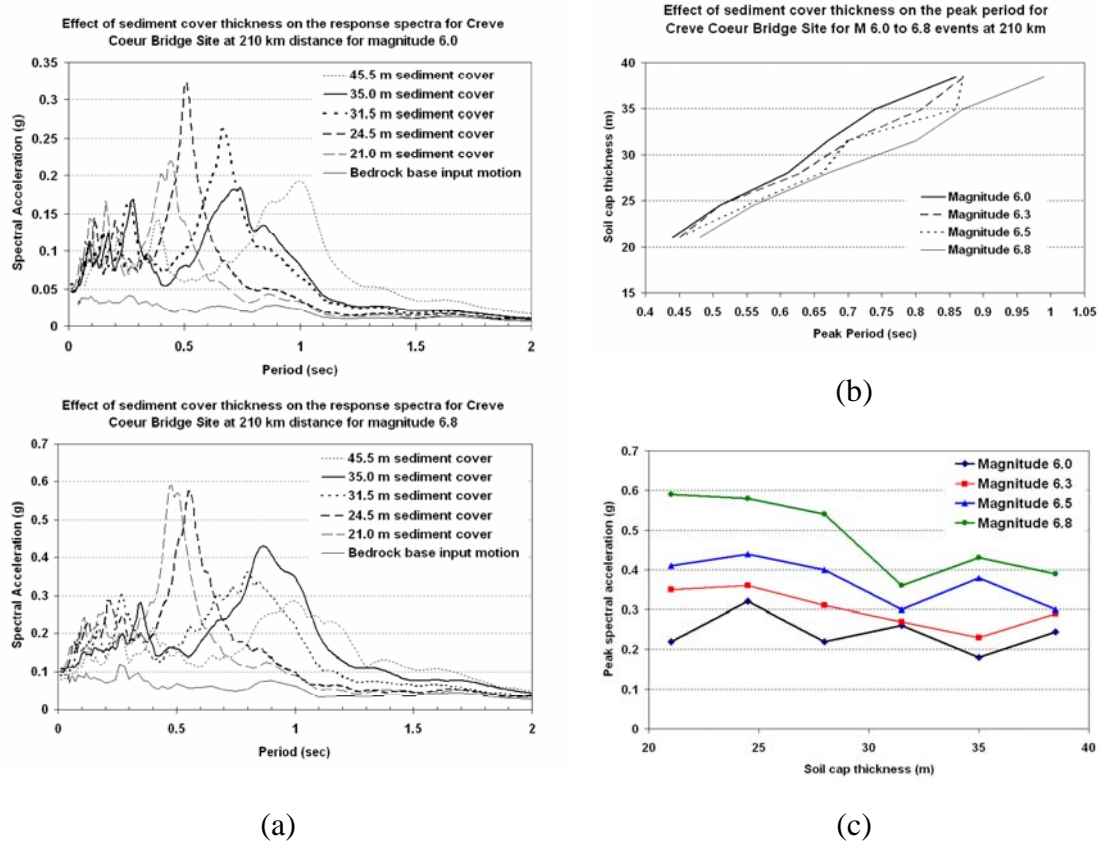 Effect of sediment cover thickness on the response spectra for Creve
Coeur Bridge Site at 210 km distance for magnitude 6.0
0.35
0.3
0.25
0.2
0.15
0.1
0.05
0
Spectral Acceleration (g)
45.5 m sediment cover
35.0 m sediment cover
31.5 m sediment cover
24.5 m sediment cover
21.0 m sediment cover
Bedrock base input motion
0 0.5 1 1.5 2
Period (sec)
Effect of sediment cover thickness on the response spectra for Creve
Coeur Bridge Site at 210 km distance for magnitude 6.8
0.7
0.6
0.5
0.4
0.3
0.2
0.1
0
Spectral Acceleration (g)
45.5 m sediment cover
35.0 m sediment cover
31.5 m sediment cover
24.5 m sediment cover
21.0 m sediment cover
Bedrock base input motion
0 0.5 1 1.5 2
Period (sec)
(a)
Effect of sediment cover thickness on the peak period for
Creve Coeur Bridge Site for M 6.0 to 6.8 events at 210 km
40
35
30
25
20
15
Soil cap thickness (m)
Magnitude 6.0
Magnitude 6.3
Magnitude 6.5
Magnitude 6.8
0.4 0.45 0.5 0.55 0.6 0.65 0.7 0.75 0.8 0.85 0.9 0.95 1 1.05
Peak Period (sec)
(b)
0.7
0.6
0.5
0.4
0.3
0.2
0.1
0
Peak spectral acceleration (g)
Magnitude 6.0
Magnitude 6.3
Magnitude 6.5
Magnitude 6.8
20 25 30 35 40
Soil cap thickness (m)
(c)